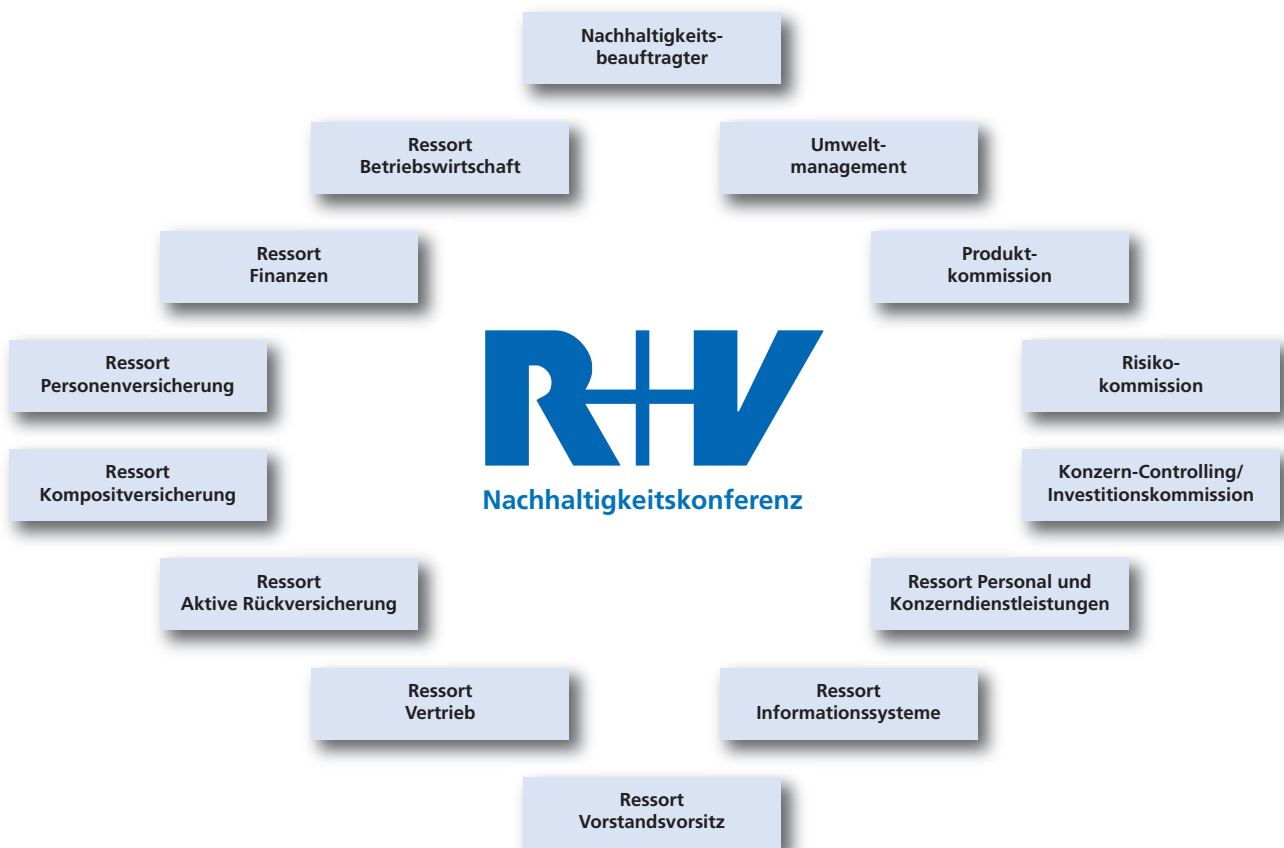 Nachhaltigkeits-
beauftragter
Ressort
Betriebswirtschaft
Umwelt-
management
Ressort
Finanzen
Produkt-
kommission
Ressort
Personenversicherung
R+V
Risiko-
kommission
Ressort
Kompositversicherung
Nachhaltigkeitskonferenz
Konzern-Controlling/
Investitionskommission
Ressort
Aktive Rückversicherung
Ressort Personal und
Konzerndienstleistungen
Ressort
Vertrieb
Ressort
Informationssysteme
Ressort
Vorstandsvorsitz